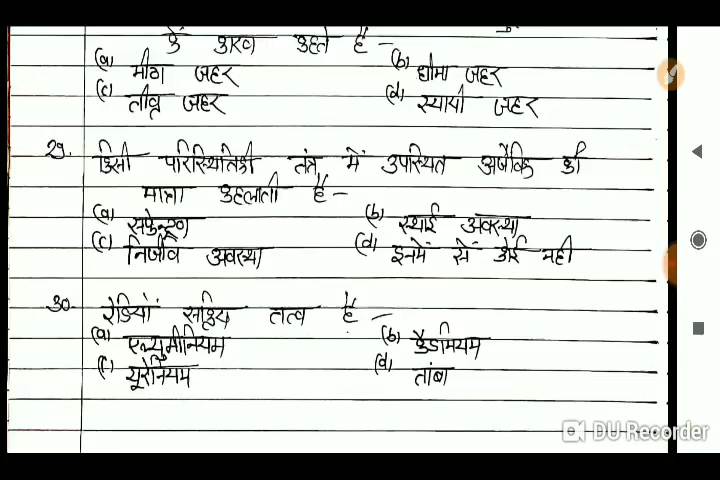 के कारण कहते हैं -
(a) मीठा जहर (b) धीमा जहर
(c) तीव्र जहर (d) स्थायी जहर
29. किसी पारिस्थितिकी तंत्र में उपस्थित अजैविक की
मात्रा कहलाती है -
(a) (b) स्थाई अवस्था
(c) निर्जीव अवस्था (d) इनमें से कोई नही
30. रेडियों सक्रिय तत्व है -
(a) एल्युमीनियम (b) कैडमियम
(c) यूरेनियम (d) तांबा
DU Recorder